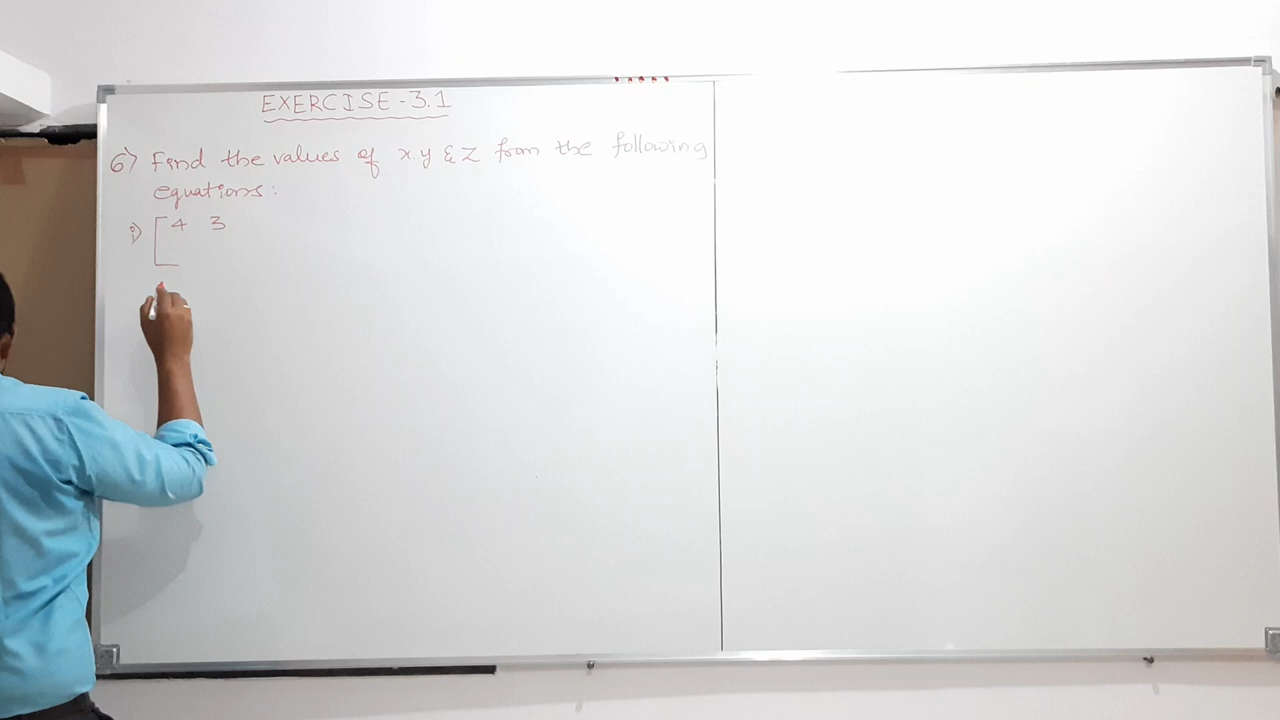 EXERCISE-3.1
6) Find the values of x.y & Z from the following
equations:
i) [ 4 3